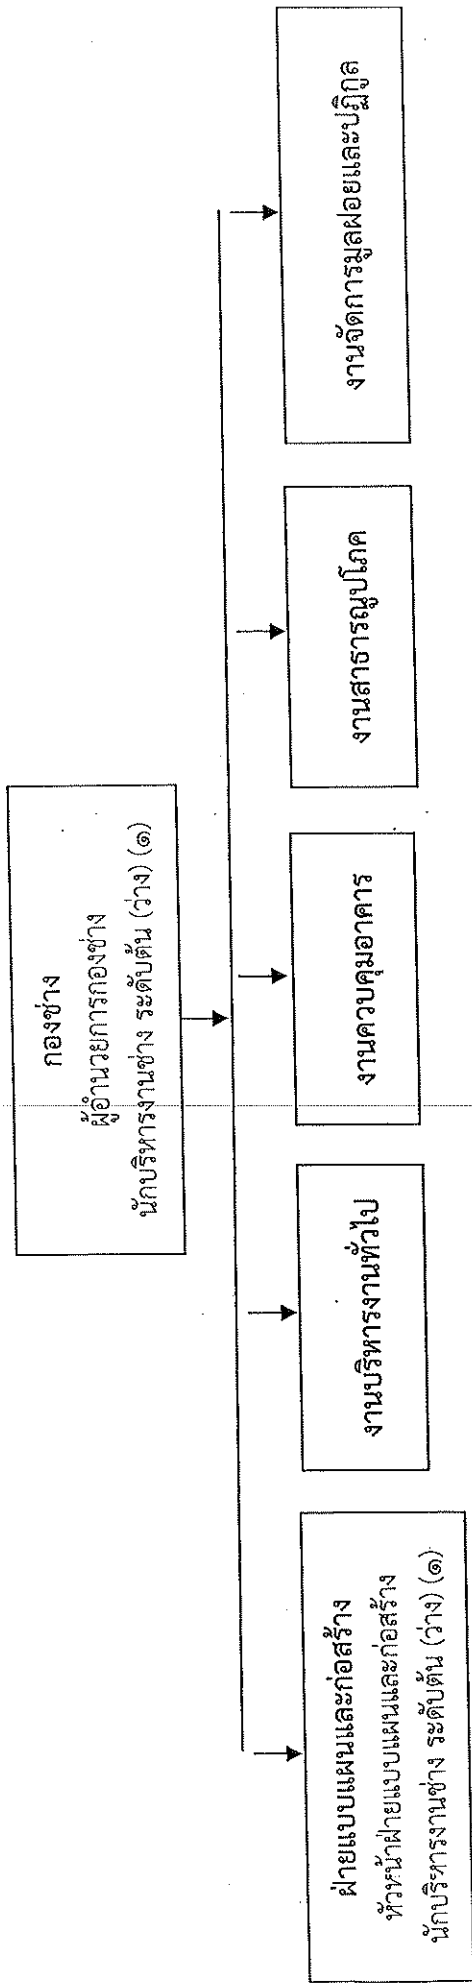 กองช่าง
ผู้อำนวยการกองช่าง
นักบริหารงานช่าง ระดับต้น (ว่าง) (๑)
ฝ่ายแบบแผนและก่อสร้าง
หัวหน้าฝ่ายแบบแผนและก่อสร้าง
นักบริหารงานช่าง ระดับต้น (ว่าง) (๑)
งานบริหารงานทั่วไป
งานควบคุมอาคาร
งานสาธารณูปโภค
งานจัดการมูลฝอยและปฏิกูล